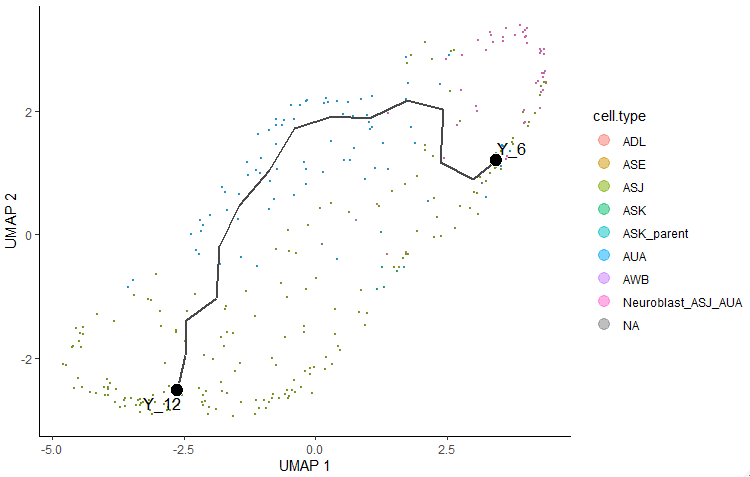 cell.type
ADL
ASE
ASJ
ASK
ASK_parent
AUA
AWB
Neuroblast_ASJ_AUA
NA
Y_6
Y_12
2
0
-2
UMAP 2
-5.0
-2.5
0.0
2.5
UMAP 1